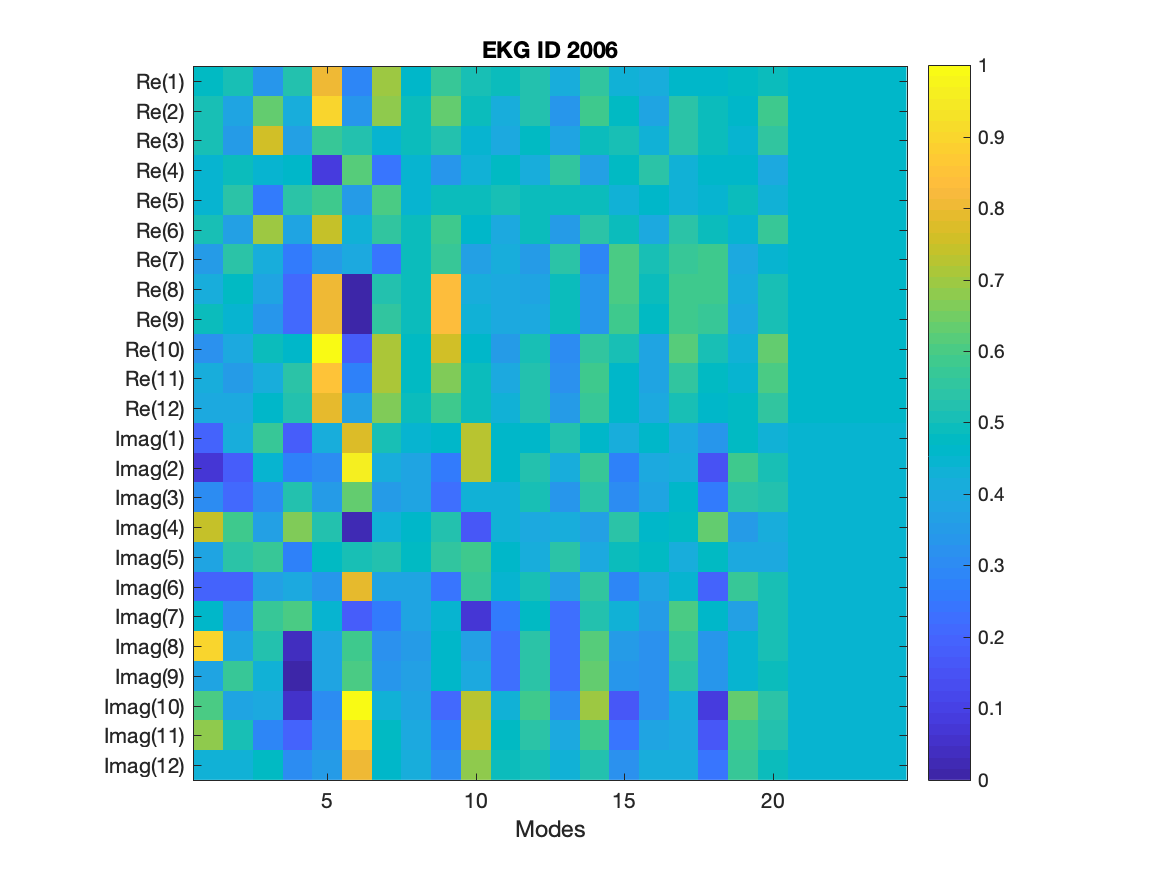 EKG ID 2006
Re(1)
Re(2)
Re(3)
Re(4)
Re(5)
Re(6)
Re(7)
Re(8)
Re(9)
Re(10)
Re(11)
Re(12)
Imag(1)
Imag(2)
Imag(3)
Imag(4)
Imag(5)
Imag(6)
Imag(7)
Imag(8)
Imag(9)
Imag(10)
Imag(11)
Imag(12)
5 10 15 20
Modes
1
0.9
0.8
0.7
0.6
0.5
0.4
0.3
0.2
0.1
0